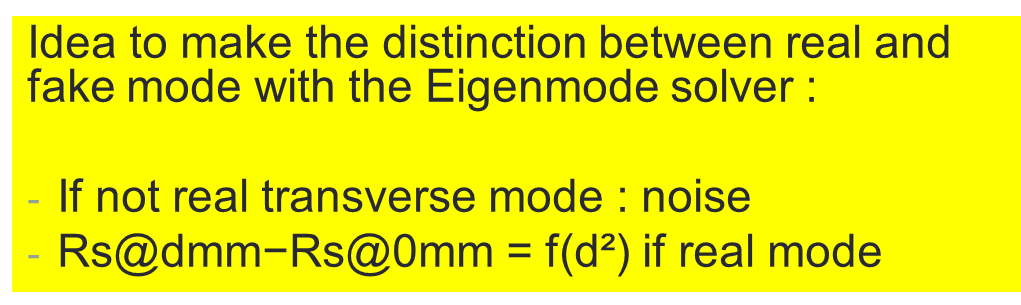 Idea to make the distinction between real and
fake mode with the Eigenmode solver :
- If not real transverse mode : noise
- Rs@dmm−Rs@0mm = f(d²) if real mode